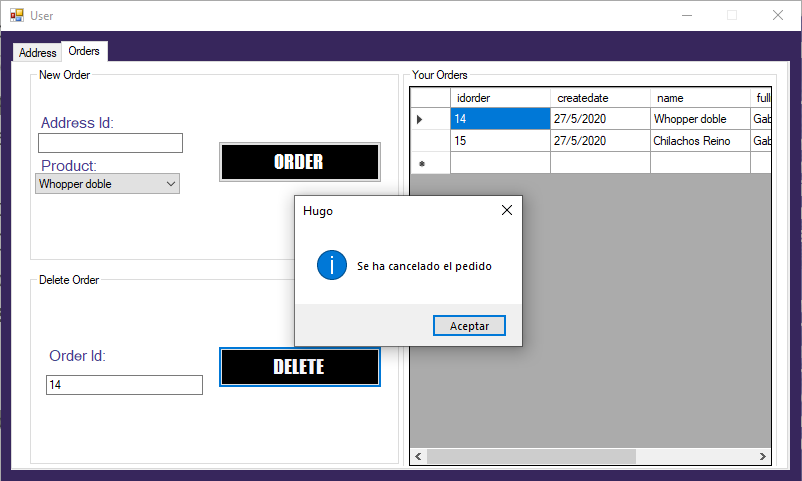 User
Address Orders
New Order
Address Id:
Product:
Whopper doble
ORDER
Delete Order
Order Id:
14
DELETE
Your Orders
idorder createdate name full
14 27/5/2020 Whopper doble Gab
15 27/5/2020 Chilachos Reino Gab
Hugo
Se ha cancelado el pedido
Aceptar